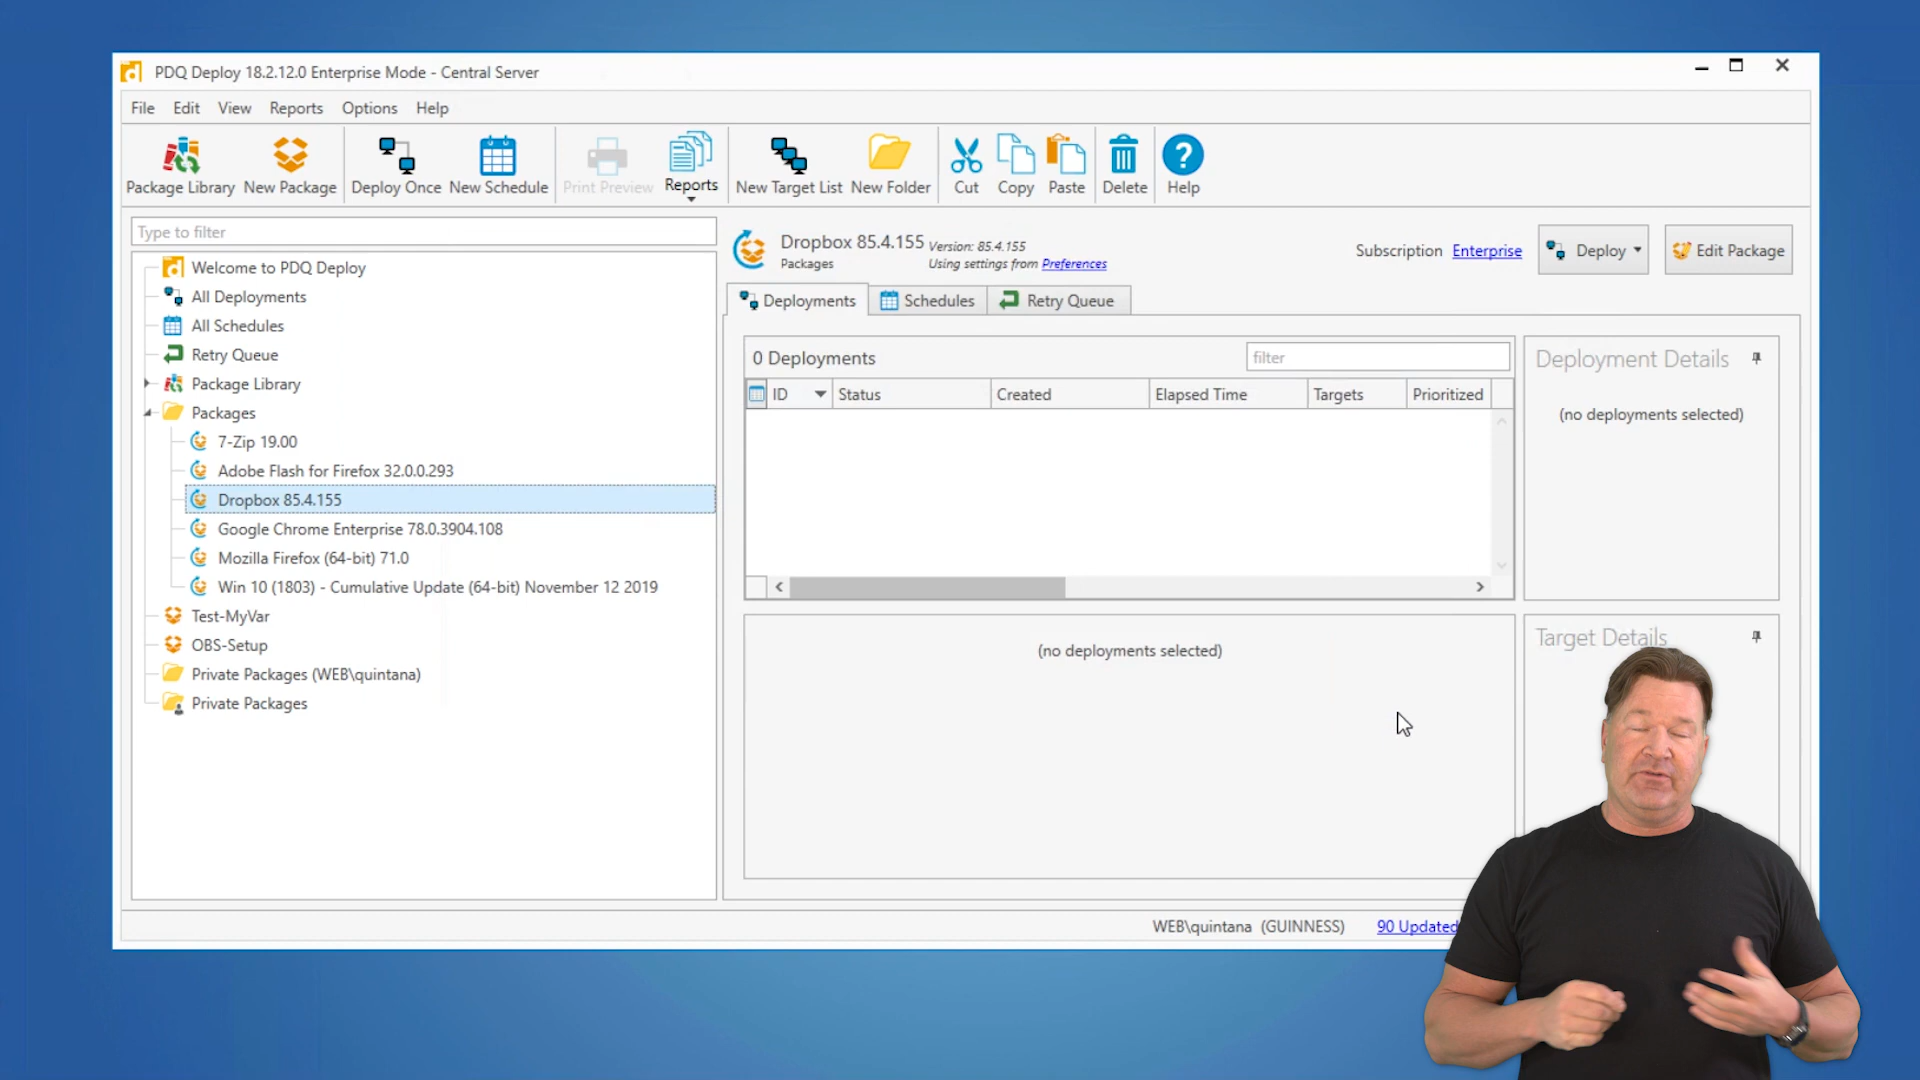 PDQ Deploy 18.2.12.0 Enterprise Mode - Central Server
File Edit View Reports Options Help
Package Library New Package Deploy Once New Schedule Print Preview Reports New Target List New Folder Cut Copy Paste Delete Help
Type to filter
Welcome to PDQ Deploy
All Deployments
All Schedules
Retry Queue
Package Library
Packages
7-Zip 19.00
Adobe Flash for Firefox 32.0.0.293
Dropbox 85.4.155
Google Chrome Enterprise 78.0.3904.108
Mozilla Firefox (64-bit) 71.0
Win 10 (1803) - Cumulative Update (64-bit) November 12 2019
Test-MyVar
OBS-Setup
Private Packages (WEB\quintana)
Private Packages
Dropbox 85.4.155 Version: 85.4.155
Packages Using settings from Preferences
Subscription Enterprise Deploy Edit Package
Deployments Schedules Retry Queue
0 Deployments filter
ID Status Created Elapsed Time Targets Prioritized
Deployment Details
(no deployments selected)
(no deployments selected)
Target Details
WEB\quintana (GUINNESS) 90 Updated